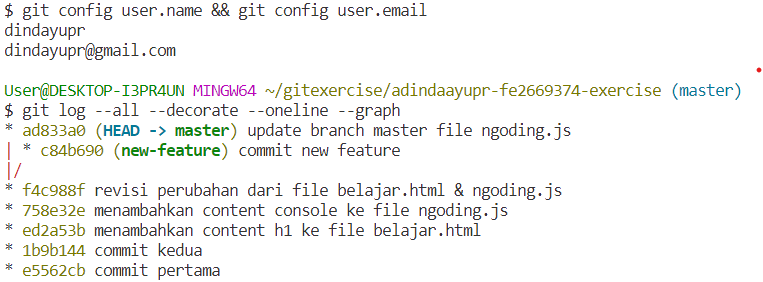 $ git config user.name && git config user.email
dindayupr
dindayupr@gmail.com
User@DESKTOP-I3PR4UN MINGW64 ~/gitexercise/adindaayupr-fe2669374-exercise (master)
$ git log --all --decorate --oneline --graph
* ad833a0 (HEAD -> master) update branch master file ngoding.js
| * c84b690 (new-feature) commit new feature
|/
* f4c988f revisi perubahan dari file belajar.html & ngoding.js
* 758e32e menambahkan content console ke file ngoding.js
* ed2a53b menambahkan content h1 ke file belajar.html
* 1b9b144 commit kedua
* e5562cb commit pertama